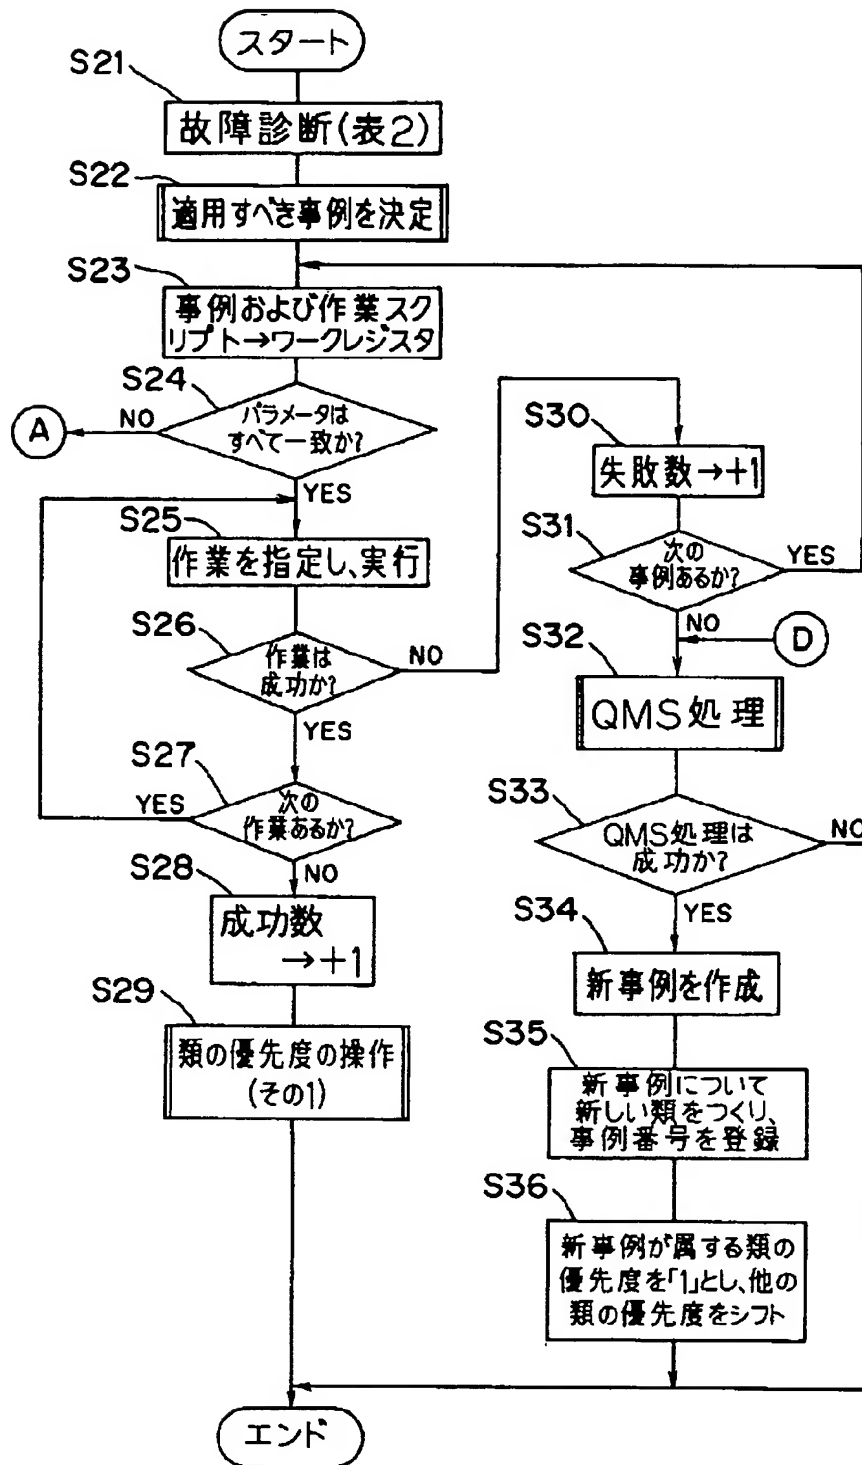 スタート
S21
故障診断(表2)
S22
適用すべき事例を決定
S23
事例および作業スク
リプト→ワークレジスタ
S24
パラメータは
すべて一致か?
NO
A
YES
S25
作業を指定し、実行
S26
作業は
成功か?
NO
YES
S27
次の
作業あるか?
YES
NO
S28
成功数
→+1
S29
類の優先度の操作
(その1)
S30
失敗数→+1
S31
次の
事例あるか?
YES
NO
D
S32
QMS処理
S33
QMS処理は
成功か?
NO
YES
S34
新事例を作成
S35
新事例について
新しい類をつくり、
事例番号を登録
S36
新事例が属する類の
優先度を「1」とし、他の
類の優先度をシフト
エンド